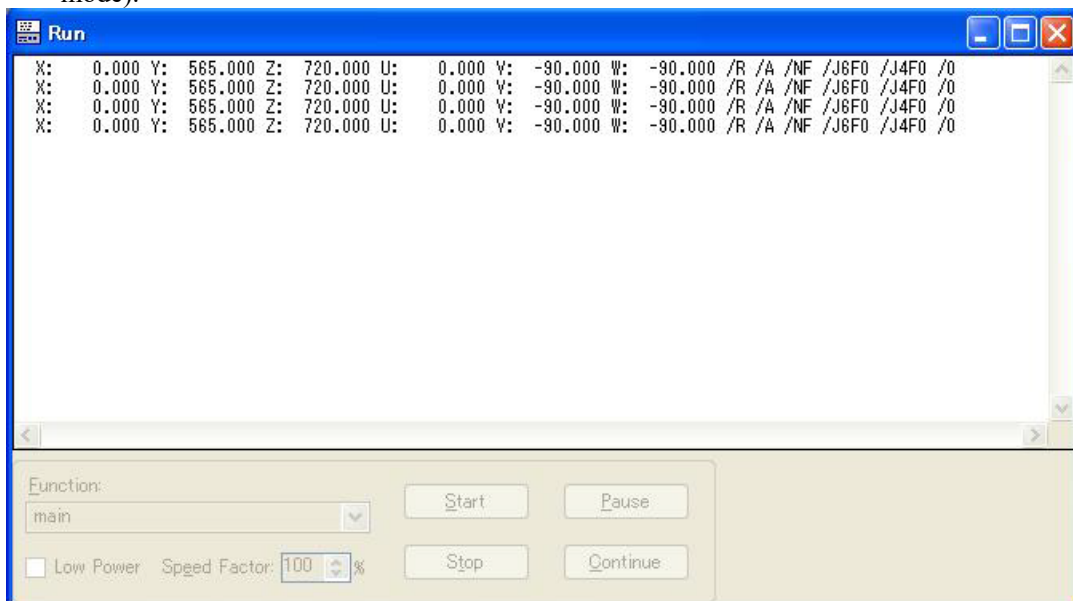 mode).
Run
X: 0.000 Y: 565.000 Z: 720.000 U: 0.000 V: -90.000 W: -90.000 /R /A /NF /J6F0 /J4F0 /0
X: 0.000 Y: 565.000 Z: 720.000 U: 0.000 V: -90.000 W: -90.000 /R /A /NF /J6F0 /J4F0 /0
X: 0.000 Y: 565.000 Z: 720.000 U: 0.000 V: -90.000 W: -90.000 /R /A /NF /J6F0 /J4F0 /0
X: 0.000 Y: 565.000 Z: 720.000 U: 0.000 V: -90.000 W: -90.000 /R /A /NF /J6F0 /J4F0 /0
Function:
main
Start Pause
Low Power Speed Factor: 100 %
Stop Continue